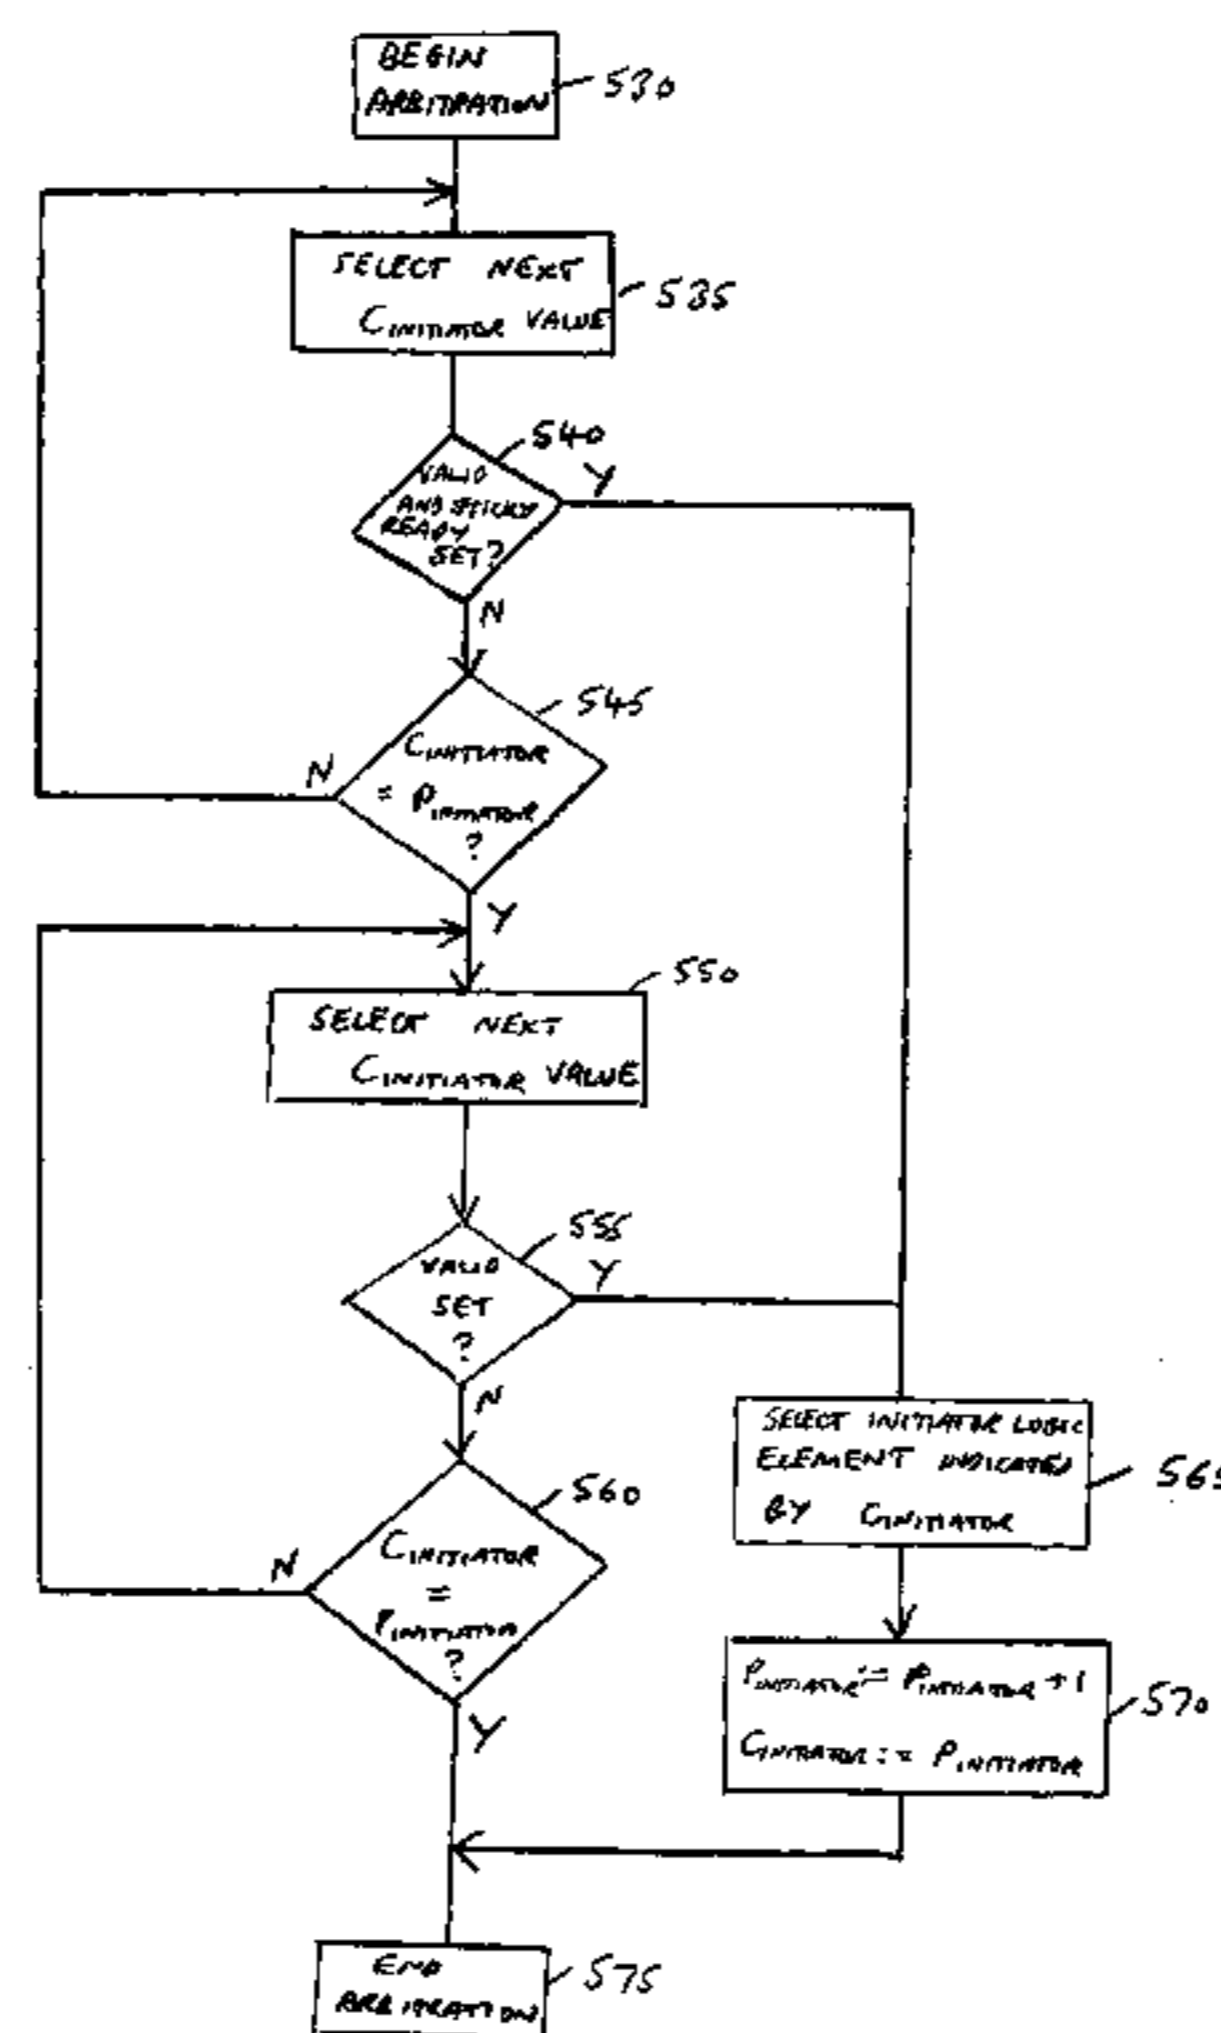 BEGIN
ARBITRATION
530
SELECT NEXT
CINITIATOR VALUE
535
540
VALID
AND STICKY
READY
SET?
Y
N
545
CINITIATOR
= PINITIATOR
?
N
Y
550
SELECT NEXT
CINITIATOR VALUE
555
VALID
SET
?
Y
N
560
CINITIATOR
=
PINITIATOR
?
N
Y
SELECT INITIATOR LOGIC
ELEMENT INDICATED
BY CINITIATOR
565
PINITIATOR := PINITIATOR +1
CINITIATOR := PINITIATOR
570
END
ARBITRATION
575